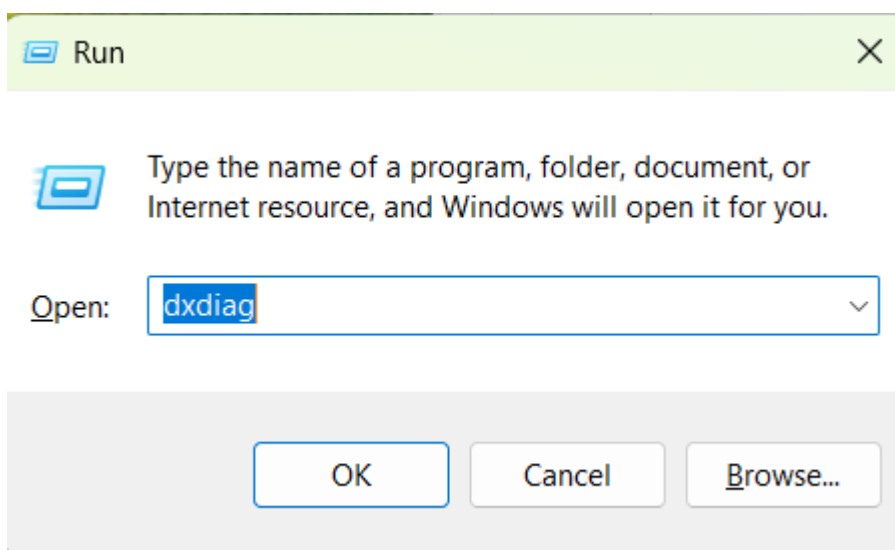 Run
Type the name of a program, folder, document, or
Internet resource, and Windows will open it for you.
Open: dxdiag
OK Cancel Browse...